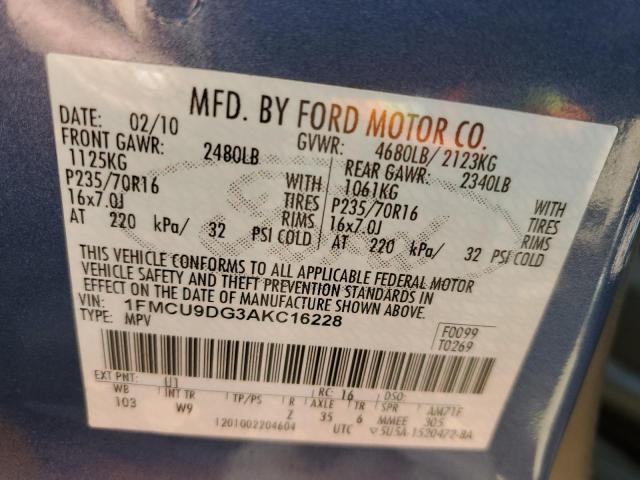 MFD. BY FORD MOTOR CO.
DATE: 02/10 GVWR: 4680LB/ 2123KG
FRONT GAWR: 2480LB REAR GAWR: 2340LB
1125KG WITH 1061KG WITH
P235/70R16 TIRES P235/70R16 TIRES
16x7.0J RIMS 16x7.0J RIMS
AT 220 kPa/ 32 PSI COLD AT 220 kPa/ 32 PSI COLD
THIS VEHICLE CONFORMS TO ALL APPLICABLE FEDERAL MOTOR
VEHICLE SAFETY AND THEFT PREVENTION STANDARDS IN
EFFECT ON THE DATE OF MANUFACTURE SHOWN ABOVE.
VIN: 1FMCU9DG3AKC16228 F0099
TYPE: MPV T0269
EXT PNT: U1 RC: 16 DSO:
WB INT TR TP/PS R AXLE TR SPR AM71F
103 W9 Z 35 6 MMEE 305
1201002204604 UTC 5U5A-1520472-BA